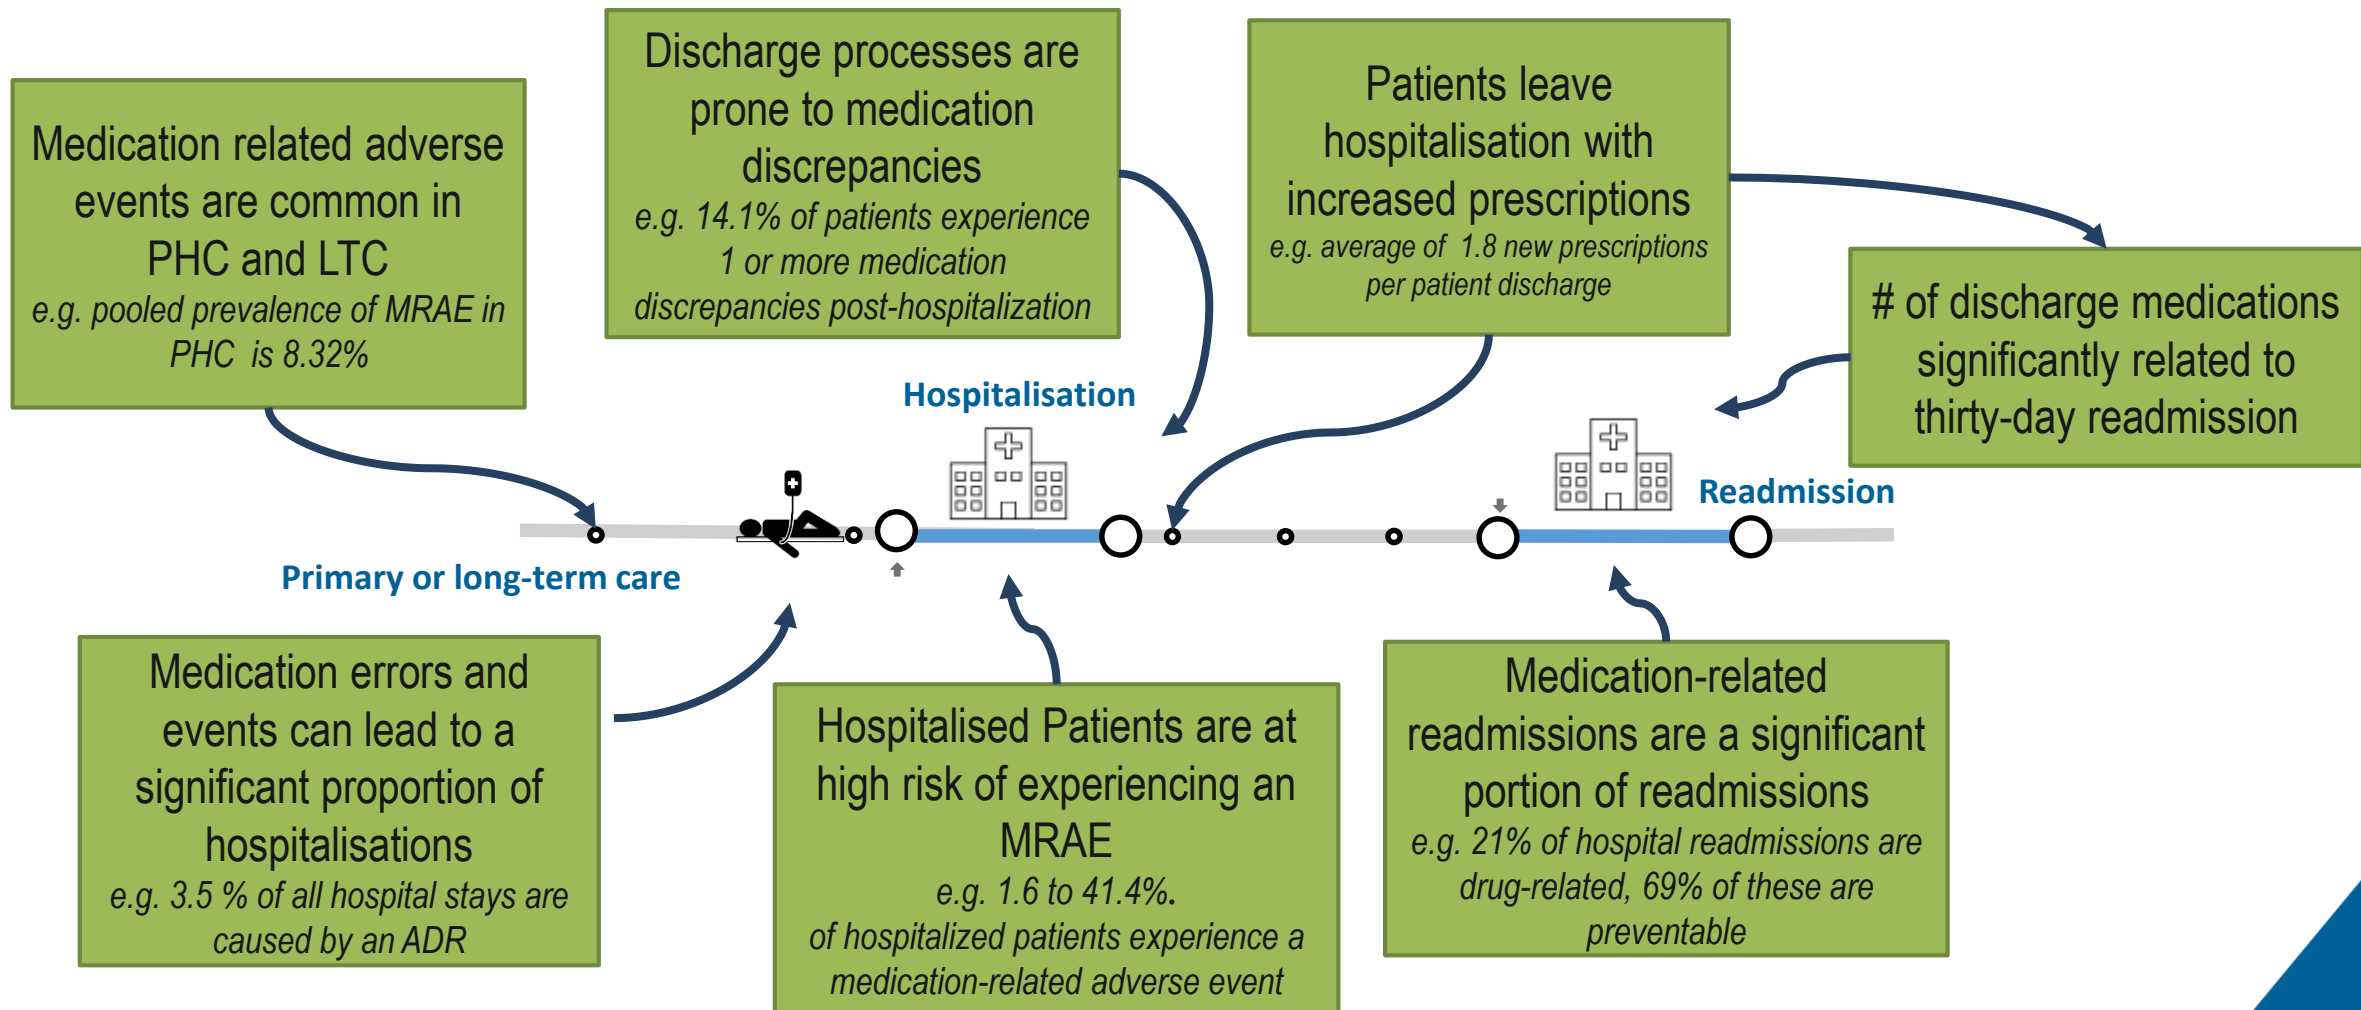 Medication related adverse
events are common in
PHC and LTC
e.g. pooled prevalence of MRAE in
PHC is 8.32%
Discharge processes are
prone to medication
discrepancies
e.g. 14.1% of patients experience
1 or more medication
discrepancies post-hospitalization
Patients leave
hospitalisation with
increased prescriptions
e.g. average of 1.8 new prescriptions
per patient discharge
# of discharge medications
significantly related to
thirty-day readmission
Hospitalisation
Readmission
Primary or long-term care
Medication errors and
events can lead to a
significant proportion of
hospitalisations
e.g. 3.5 % of all hospital stays are
caused by an ADR
Hospitalised Patients are at
high risk of experiencing an
MRAE
e.g. 1.6 to 41.4%.
of hospitalized patients experience a
medication-related adverse event
Medication-related
readmissions are a significant
portion of readmissions
e.g. 21% of hospital readmissions are
drug-related, 69% of these are
preventable